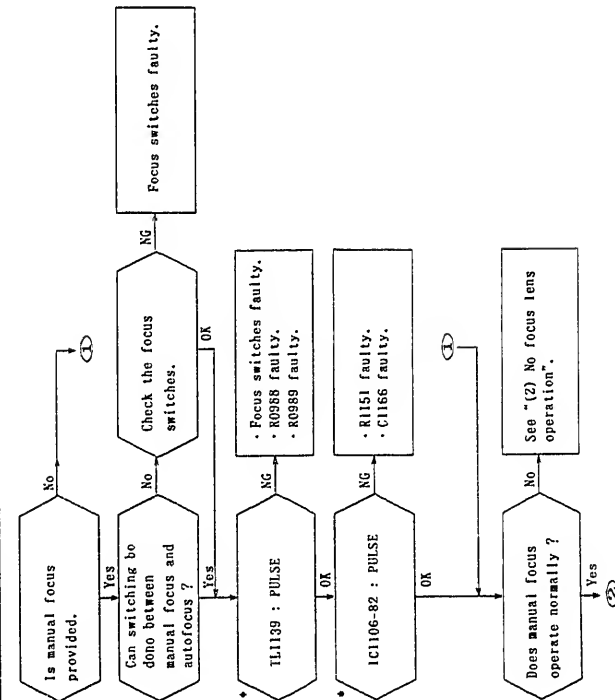 Is manual focus
provided.
No
①
Yes
Can switching bo
dono between
manual focus and
autofocus ?
No
Check the focus
switches.
NG
Focus switches faulty.
OK
Yes
*
TL1139 : PULSE
NG
· Focus switches faulty.
· R0988 faulty.
· R0989 faulty.
OK
*
IC1106-82 : PULSE
NG
· R1151 faulty.
· C1166 faulty.
OK
①
Does manual focus
operate normally ?
No
See "(2) No focus lens
operation".
Yes
②